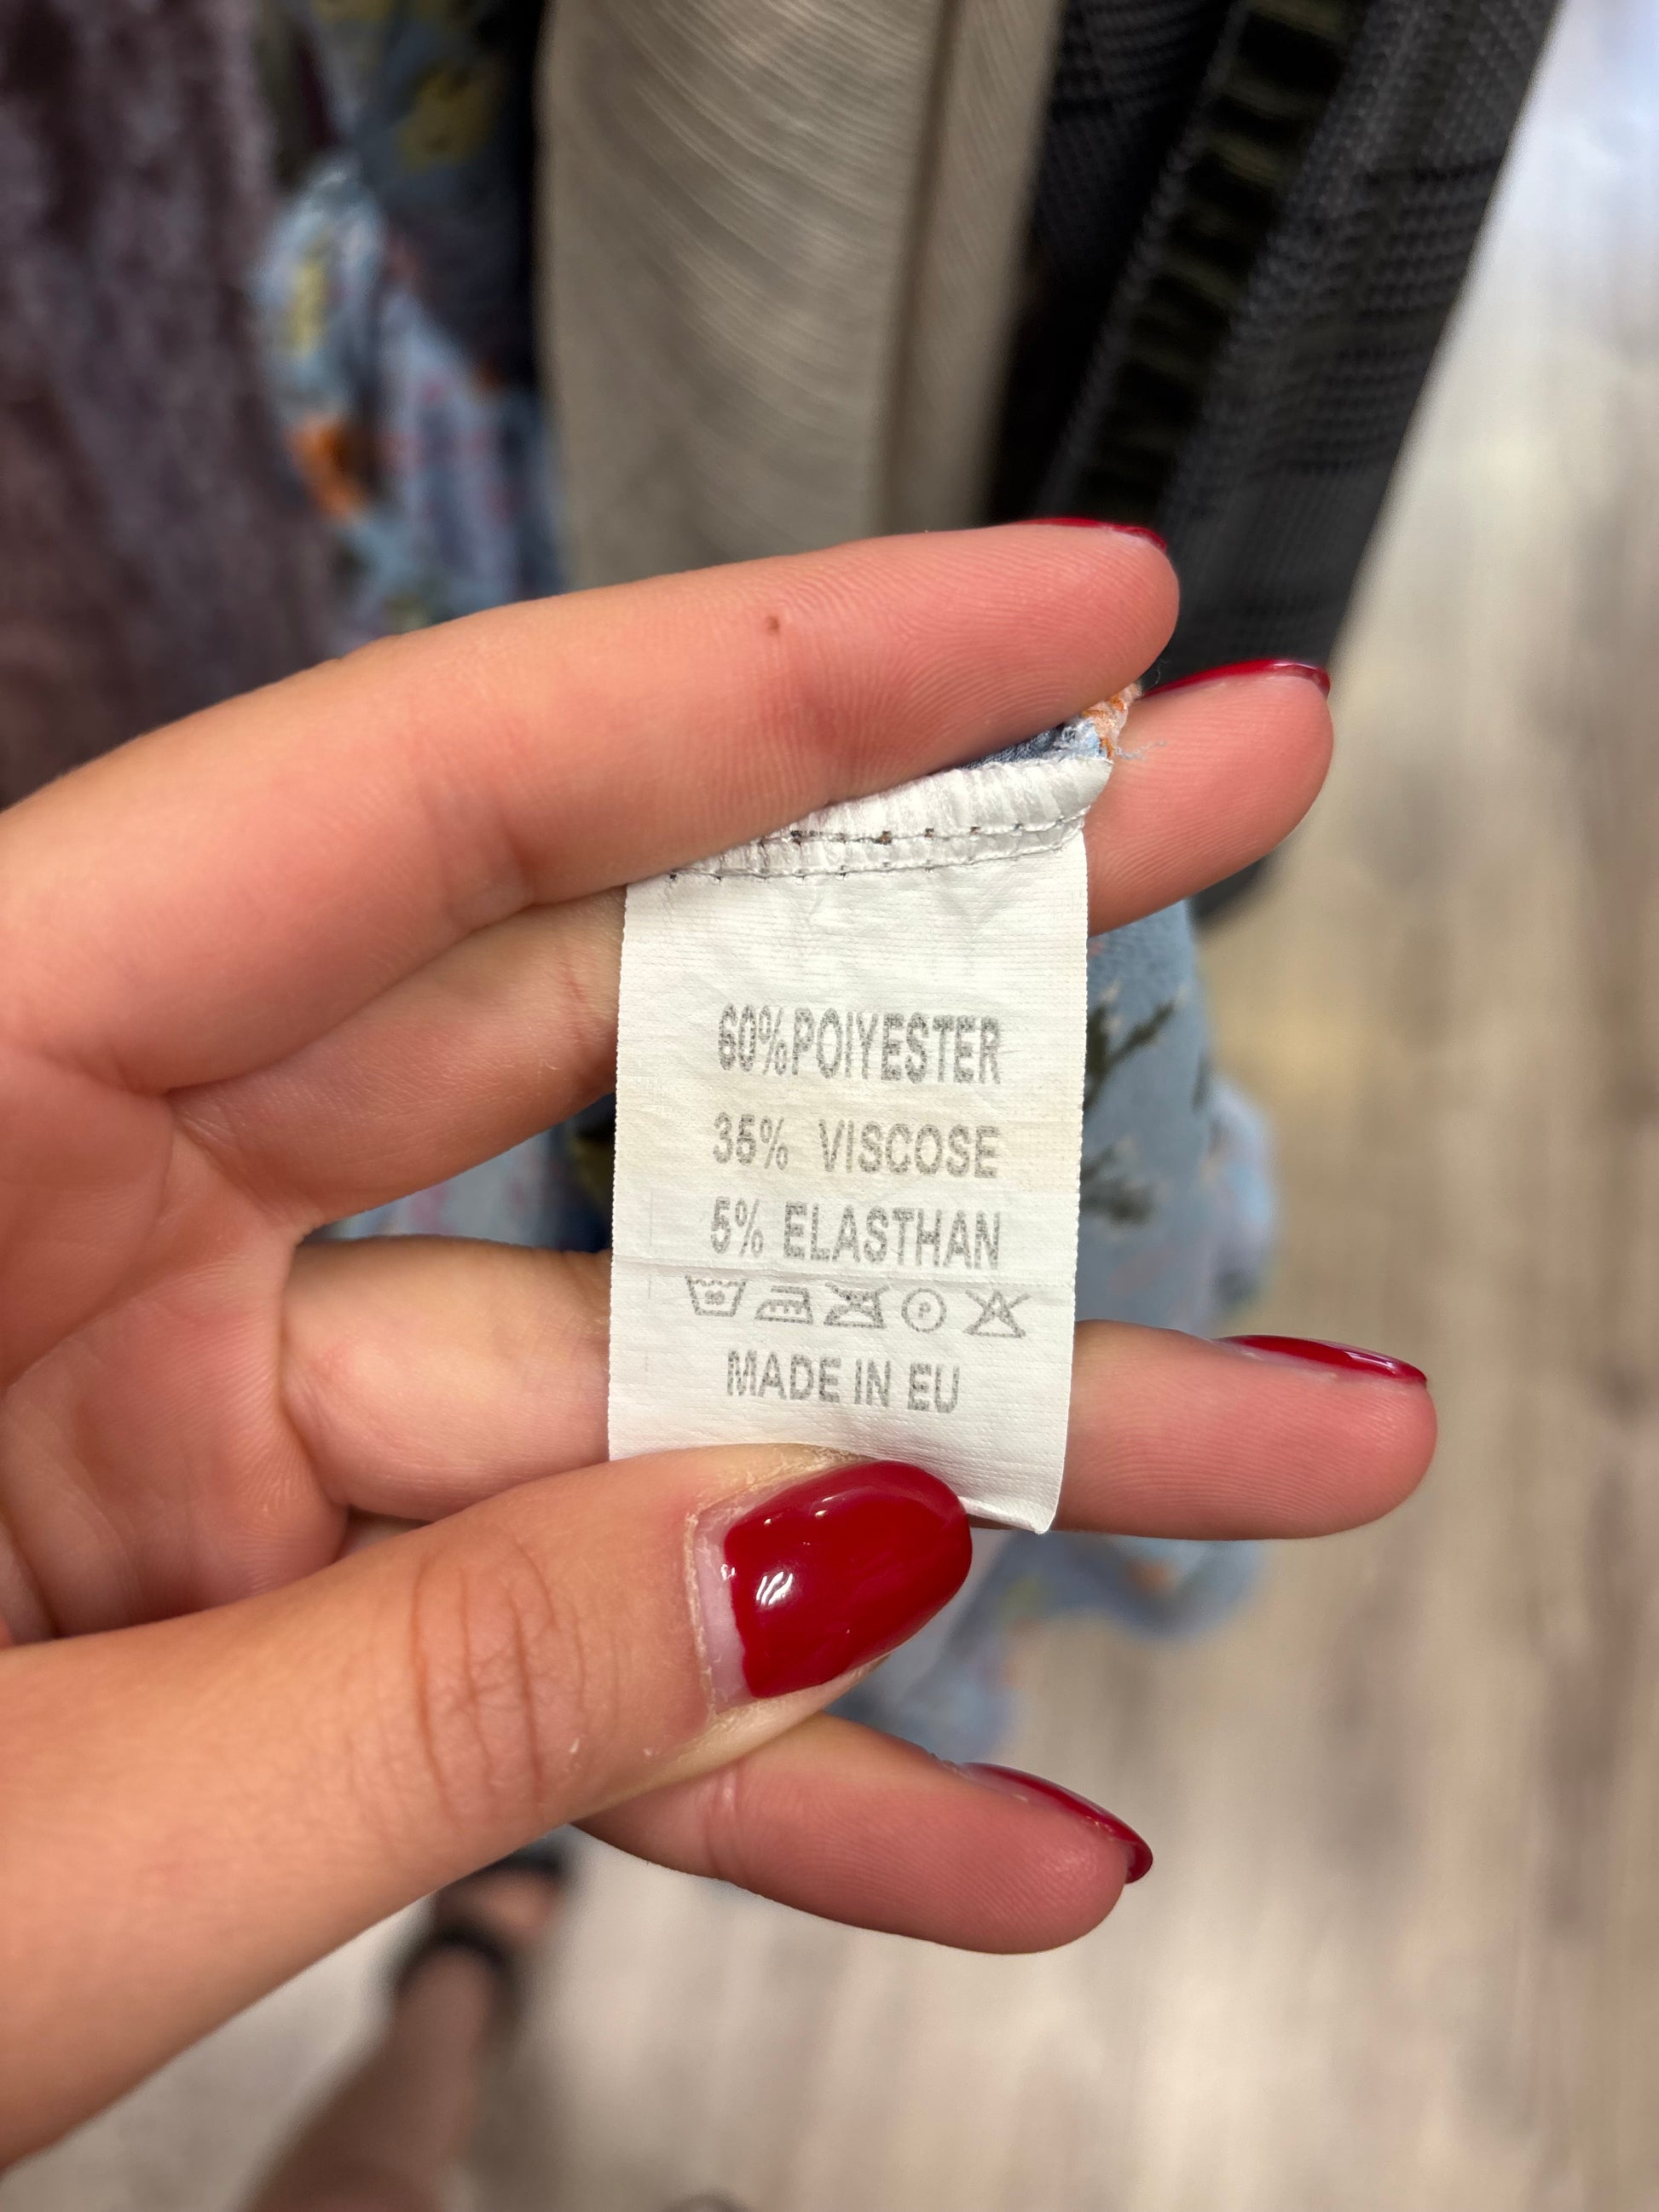 60%POIYESTER
35% VISCOSE
5% ELASTHAN
P
MADE IN EU